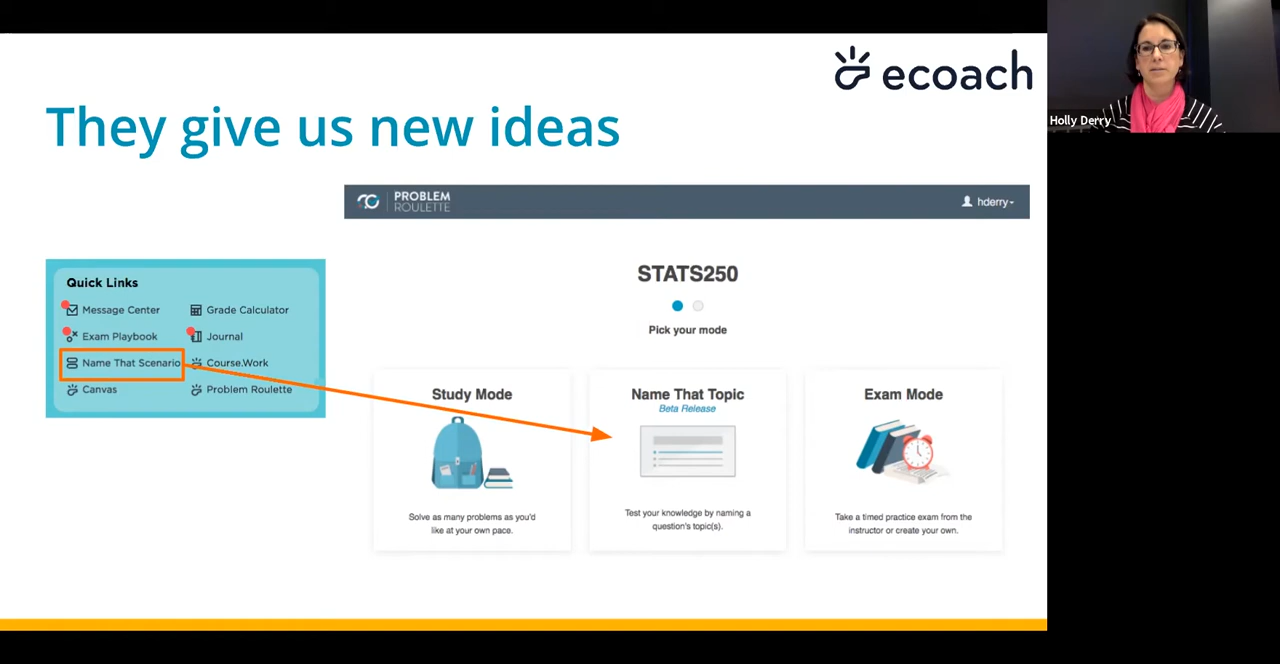 ecoach
They give us new ideas
Holly Derry
PROBLEM
ROULETTE
hderry
Quick Links
Message Center
Grade Calculator
Exam Playbook
Journal
Name That Scenario
Course.Work
Canvas
Problem Roulette
STATS250
Pick your mode
Study Mode
Solve as many problems as you'd
like at your own pace.
Name That Topic
Beta Release
Test your knowledge by naming a
question's topic(s).
Exam Mode
Take a timed practice exam from the
instructor or create your own.